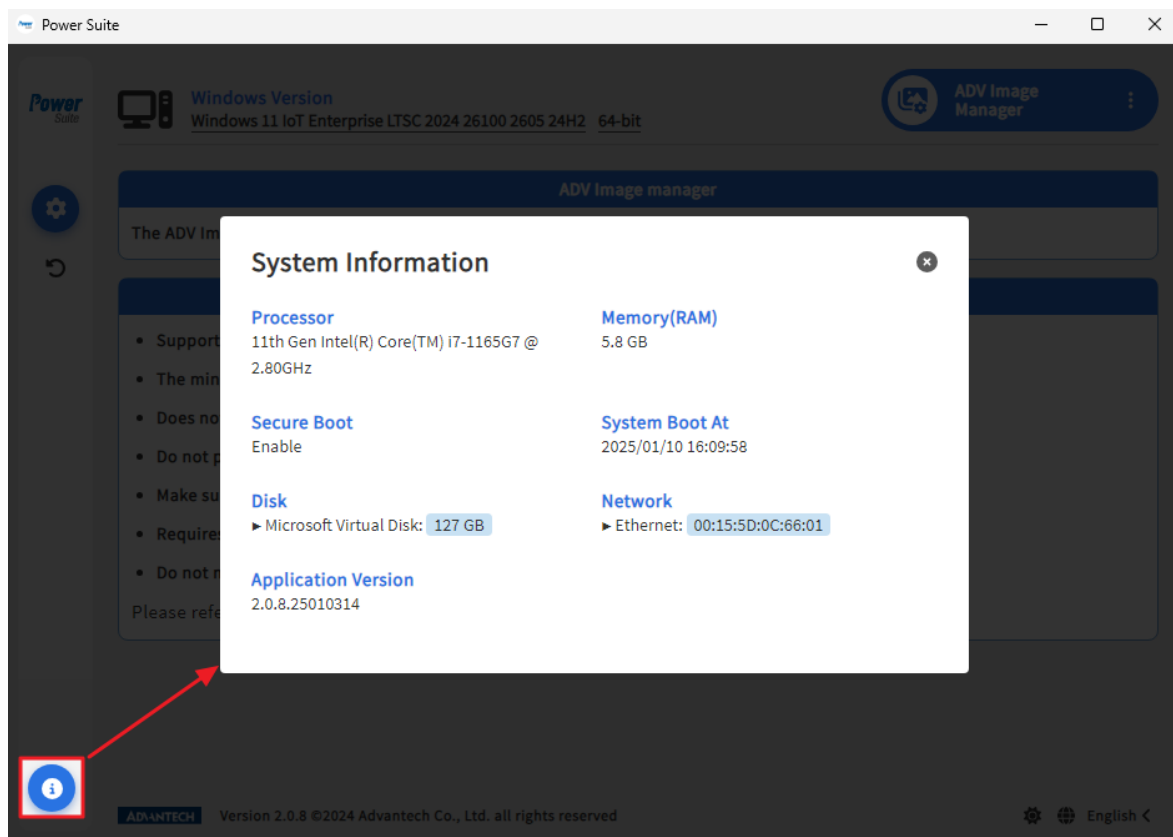 Power Suite
Power
Suite
Windows Version
Windows 11 IoT Enterprise LTSC 2024 26100 2605 24H2 64-bit
ADV Image
Manager
ADV Image manager
The ADV Im
System Information
Processor
11th Gen Intel(R) Core(TM) i7-1165G7 @
2.80GHz
Memory(RAM)
5.8 GB
Secure Boot
Enable
System Boot At
2025/01/10 16:09:58
Disk
▸ Microsoft Virtual Disk: 127 GB
Network
▸ Ethernet: 00:15:5D:0C:66:01
Application Version
2.0.8.25010314
• Support
• The min
• Does no
• Do not p
• Make su
• Require
• Do not
Please refe
ADVANTECH Version 2.0.8 ©2024 Advantech Co., Ltd. all rights reserved
English